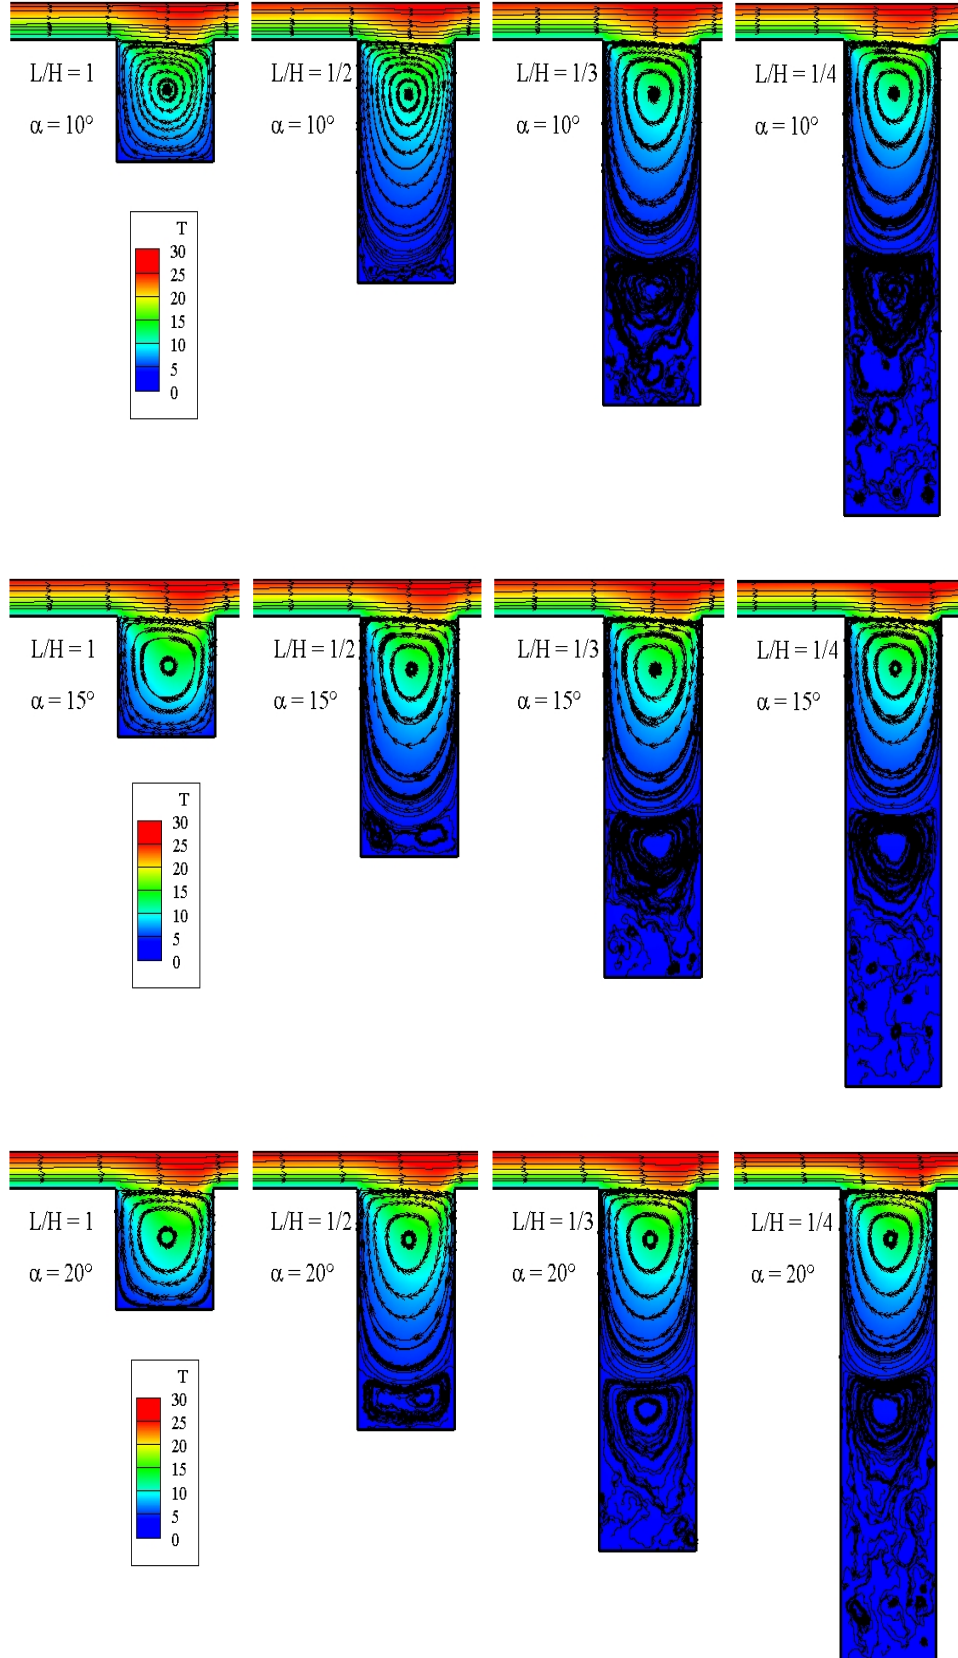 L/H = 1
α = 10°
L/H = 1/2
α = 10°
L/H = 1/3
α = 10°
L/H = 1/4
α = 10°
T
30
25
20
15
10
5
0
L/H = 1
α = 15°
L/H = 1/2
α = 15°
L/H = 1/3
α = 15°
L/H = 1/4
α = 15°
T
30
25
20
15
10
5
0
L/H = 1
α = 20°
L/H = 1/2
α = 20°
L/H = 1/3
α = 20°
L/H = 1/4
α = 20°
T
30
25
20
15
10
5
0